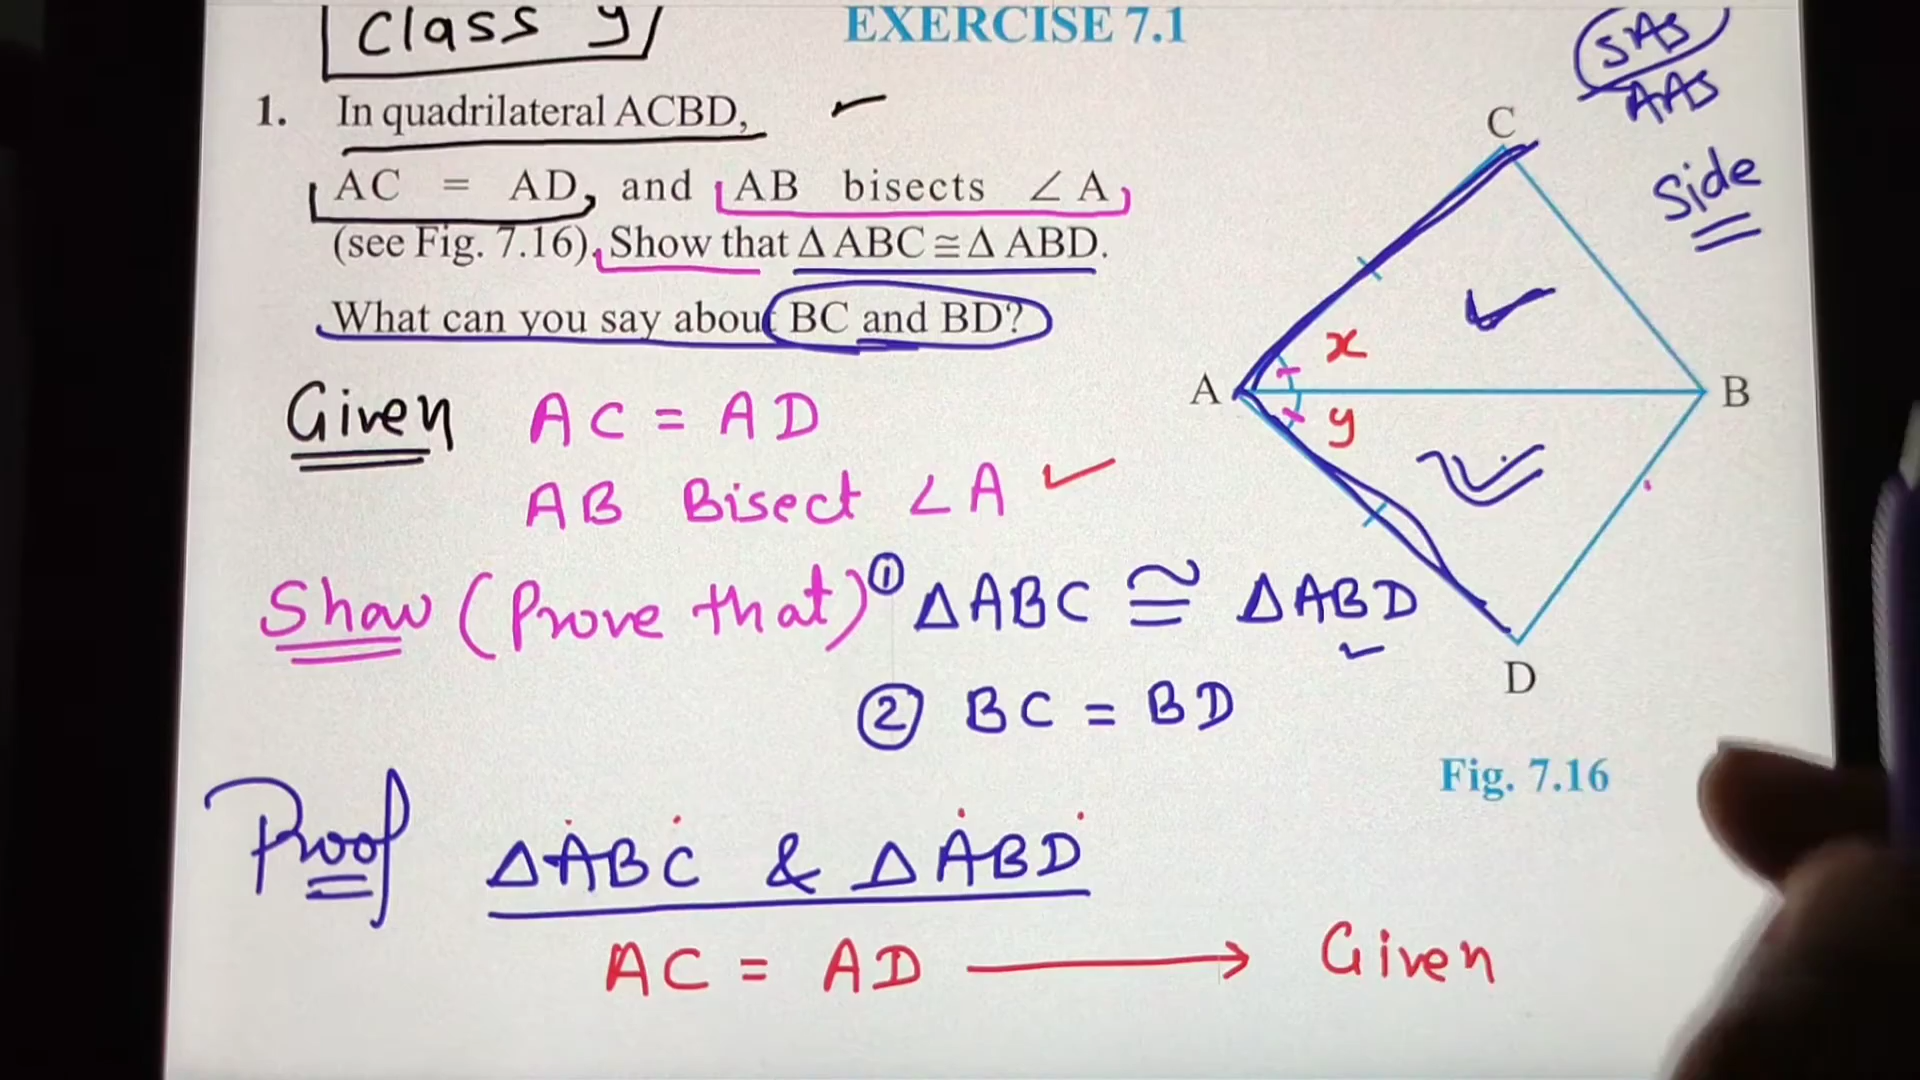 Class 9
EXERCISE 7.1
SAS
AAS
Side
1. In quadrilateral ACBD,
AC = AD, and AB bisects ∠A
(see Fig. 7.16). Show that Δ ABC ≅ Δ ABD.
What can you say about BC and BD?
C
x
A
B
y
D
Fig. 7.16
Given AC = AD
AB Bisect ∠A
Show (Prove that) ① ΔABC ≅ ΔABD
② BC = BD
Proof ΔABC & ΔABD
AC = AD → Given